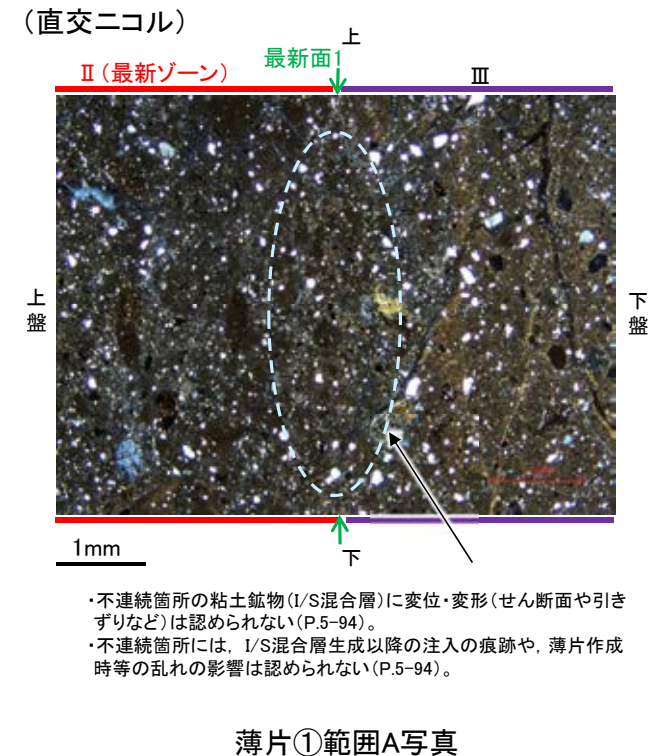 （直交ニコル）
上
最新面1
Ⅱ（最新ゾーン）
Ⅲ
上
盤
下
盤
1mm
下
・不連続箇所の粘土鉱物（I/S混合層）に変位・変形（せん断面や引き
ずりなど）は認められない（P.5-94）。
・不連続箇所には，I/S混合層生成以降の注入の痕跡や，薄片作成
時等の乱れの影響は認められない（P.5-94）。
薄片①範囲A写真